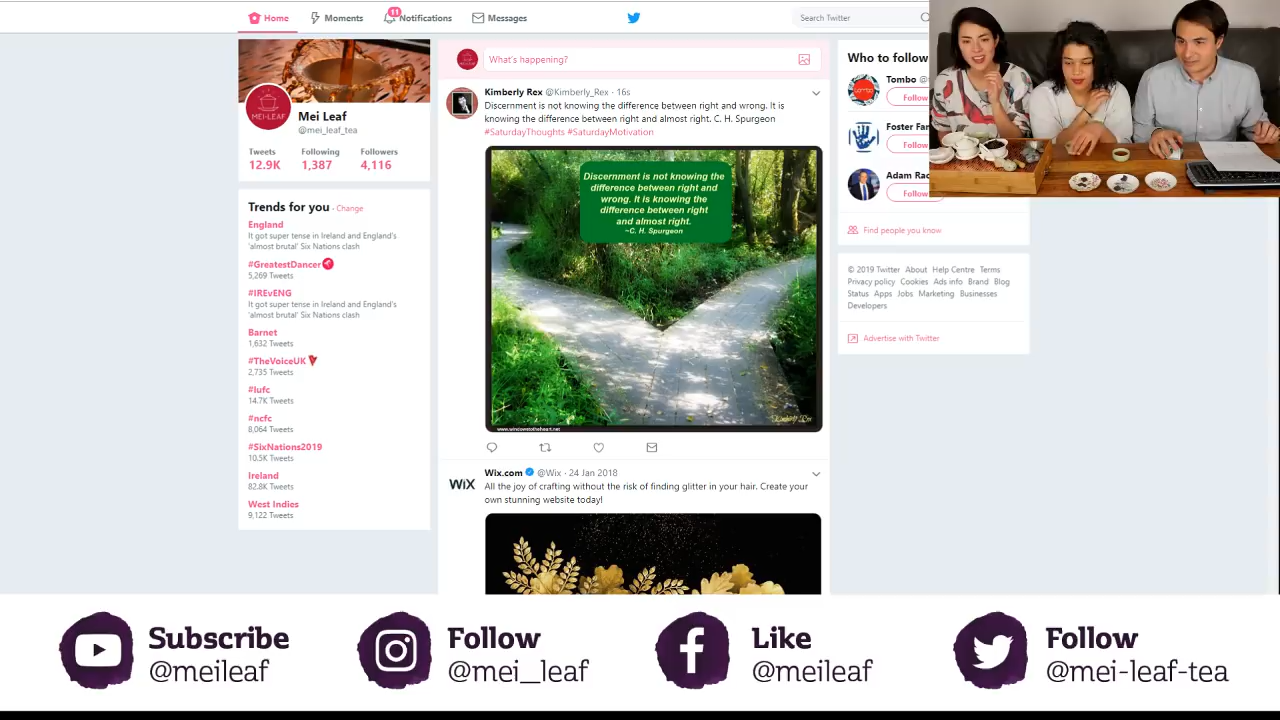 Home
Moments
11
Notifications
Messages
Search Twitter
MEI·LEAF
Mei Leaf
@mei_leaf_tea
Tweets Following Followers
12.9K 1,387 4,116
Trends for you · Change
England
It got super tense in Ireland and England's
'almost brutal' Six Nations clash
#GreatestDancer
5,269 Tweets
#IREvENG
It got super tense in Ireland and England's
'almost brutal' Six Nations clash
Barnet
1,632 Tweets
#TheVoiceUK
2,735 Tweets
#lufc
14.7K Tweets
#ncfc
8,064 Tweets
#SixNations2019
10.5K Tweets
Ireland
82.8K Tweets
West Indies
9,122 Tweets
What's happening?
Kimberly Rex @Kimberly_Rex · 16s
Discernment is not knowing the difference between right and wrong. It is
knowing the difference between right and almost right. C. H. Spurgeon
#SaturdayThoughts #SaturdayMotivation
Discernment is not knowing the
difference between right and
wrong. It is knowing the
difference between right
and almost right.
~C. H. Spurgeon
Kimberly Rex
www.windowstotheheart.net
Wix.com @Wix · 24 Jan 2018
WiX
All the joy of crafting without the risk of finding glitter in your hair. Create your
own stunning website today!
Who to follow
Tombo
Follow
Foster
Follow
Adam
Follow
Find people you know
© 2019 Twitter About Help Centre Terms
Privacy policy Cookies Ads info Brand Blog
Status Apps Jobs Marketing Businesses
Developers
Advertise with Twitter
Subscribe
@meileaf
Follow
@mei_leaf
Like
@meileaf
Follow
@mei-leaf-tea